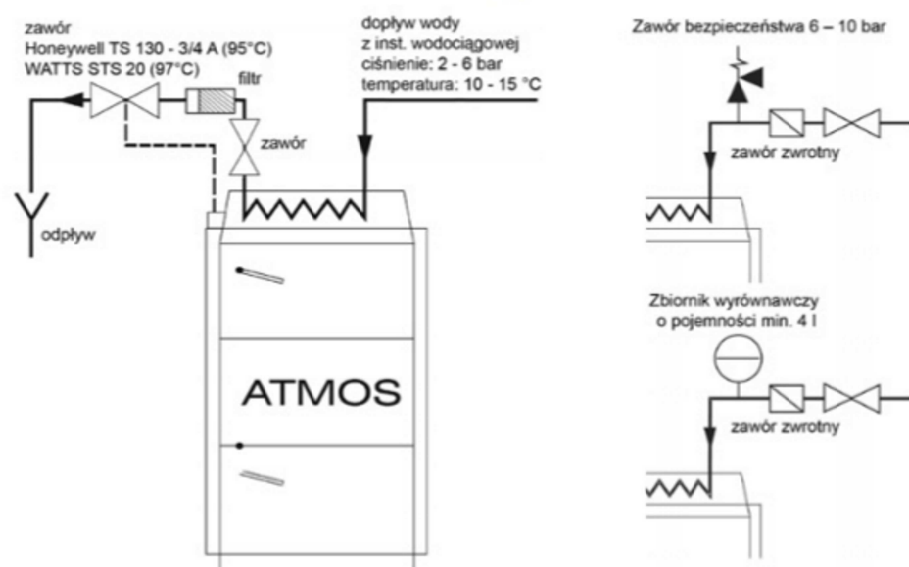 zawór
Honeywell TS 130 - 3/4 A (95°C)
WATTS STS 20 (97°C)
filtr
dopływ wody
z inst. wodociągowej
ciśnienie: 2 - 6 bar
temperatura: 10 - 15 °C
zawór
odpływ
ATMOS
Zawór bezpieczeństwa 6 – 10 bar
zawór zwrotny
Zbiornik wyrównawczy
o pojemności min. 4 l
zawór zwrotny